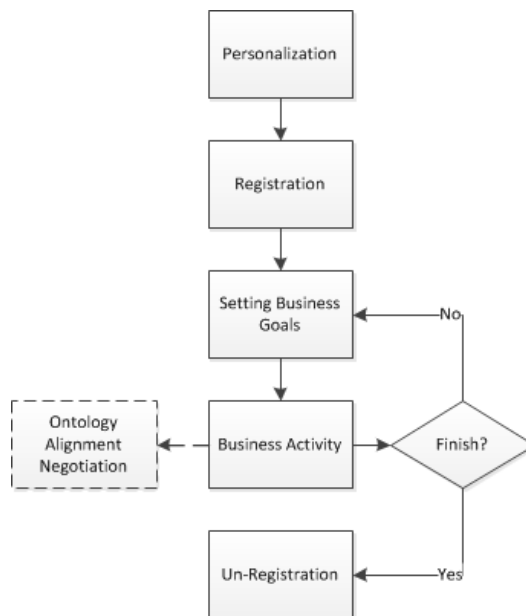 Personalization
Registration
Setting Business
Goals
No
Ontology
Alignment
Negotiation
Business Activity
Finish?
Un-Registration
Yes